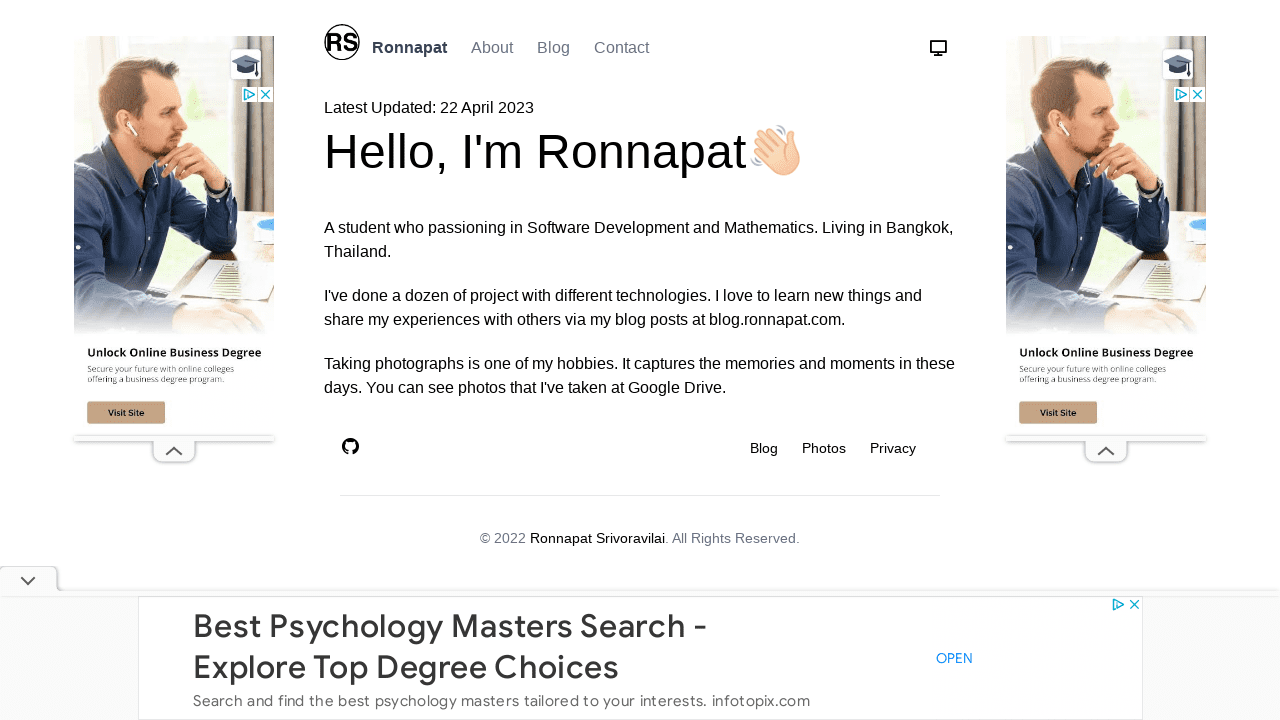 RS
Ronnapat About Blog Contact
Latest Updated: 22 April 2023
Hello, I'm Ronnapat👋🏻
A student who passioning in Software Development and Mathematics. Living in Bangkok,
Thailand.
I've done a dozen of project with different technologies. I love to learn new things and
share my experiences with others via my blog posts at blog.ronnapat.com.
Taking photographs is one of my hobbies. It captures the memories and moments in these
days. You can see photos that I've taken at Google Drive.
Blog Photos Privacy
© 2022 Ronnapat Srivoravilai. All Rights Reserved.
Unlock Online Business Degree
Secure your future with online colleges
offering a business degree program.
Visit Site
Unlock Online Business Degree
Secure your future with online colleges
offering a business degree program.
Visit Site
Best Psychology Masters Search -
Explore Top Degree Choices
Search and find the best psychology masters tailored to your interests. infotopix.com
OPEN